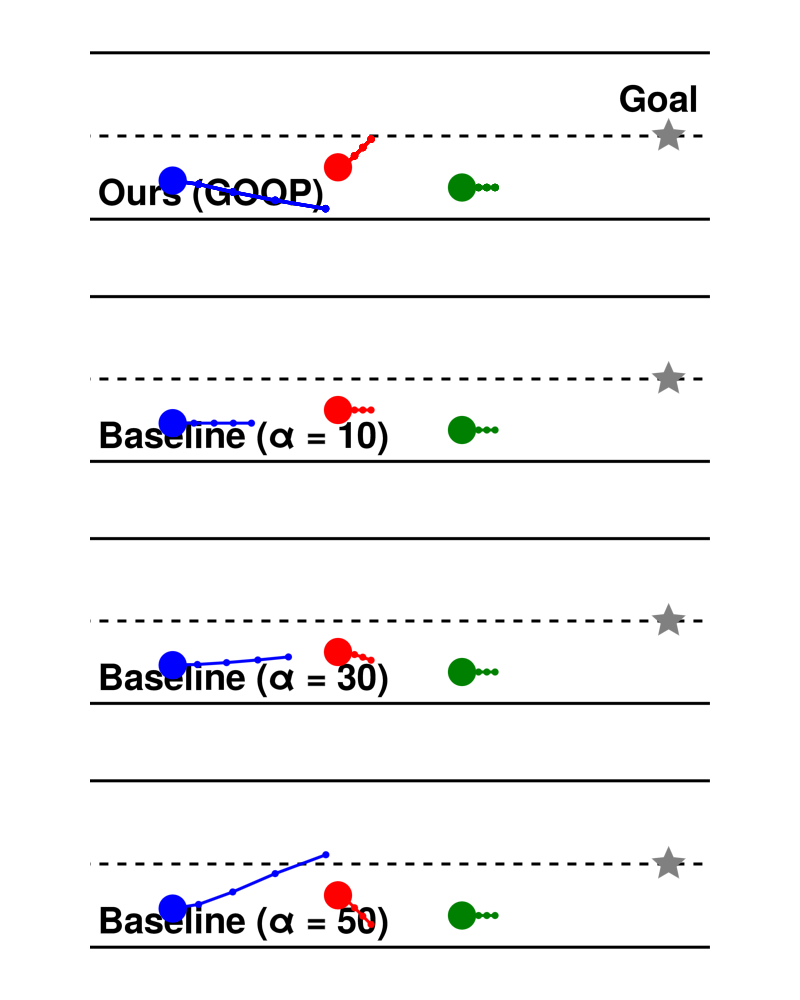 Goal
Ours (GOOP)
Baseline (α = 10)
Baseline (α = 30)
Baseline (α = 50)